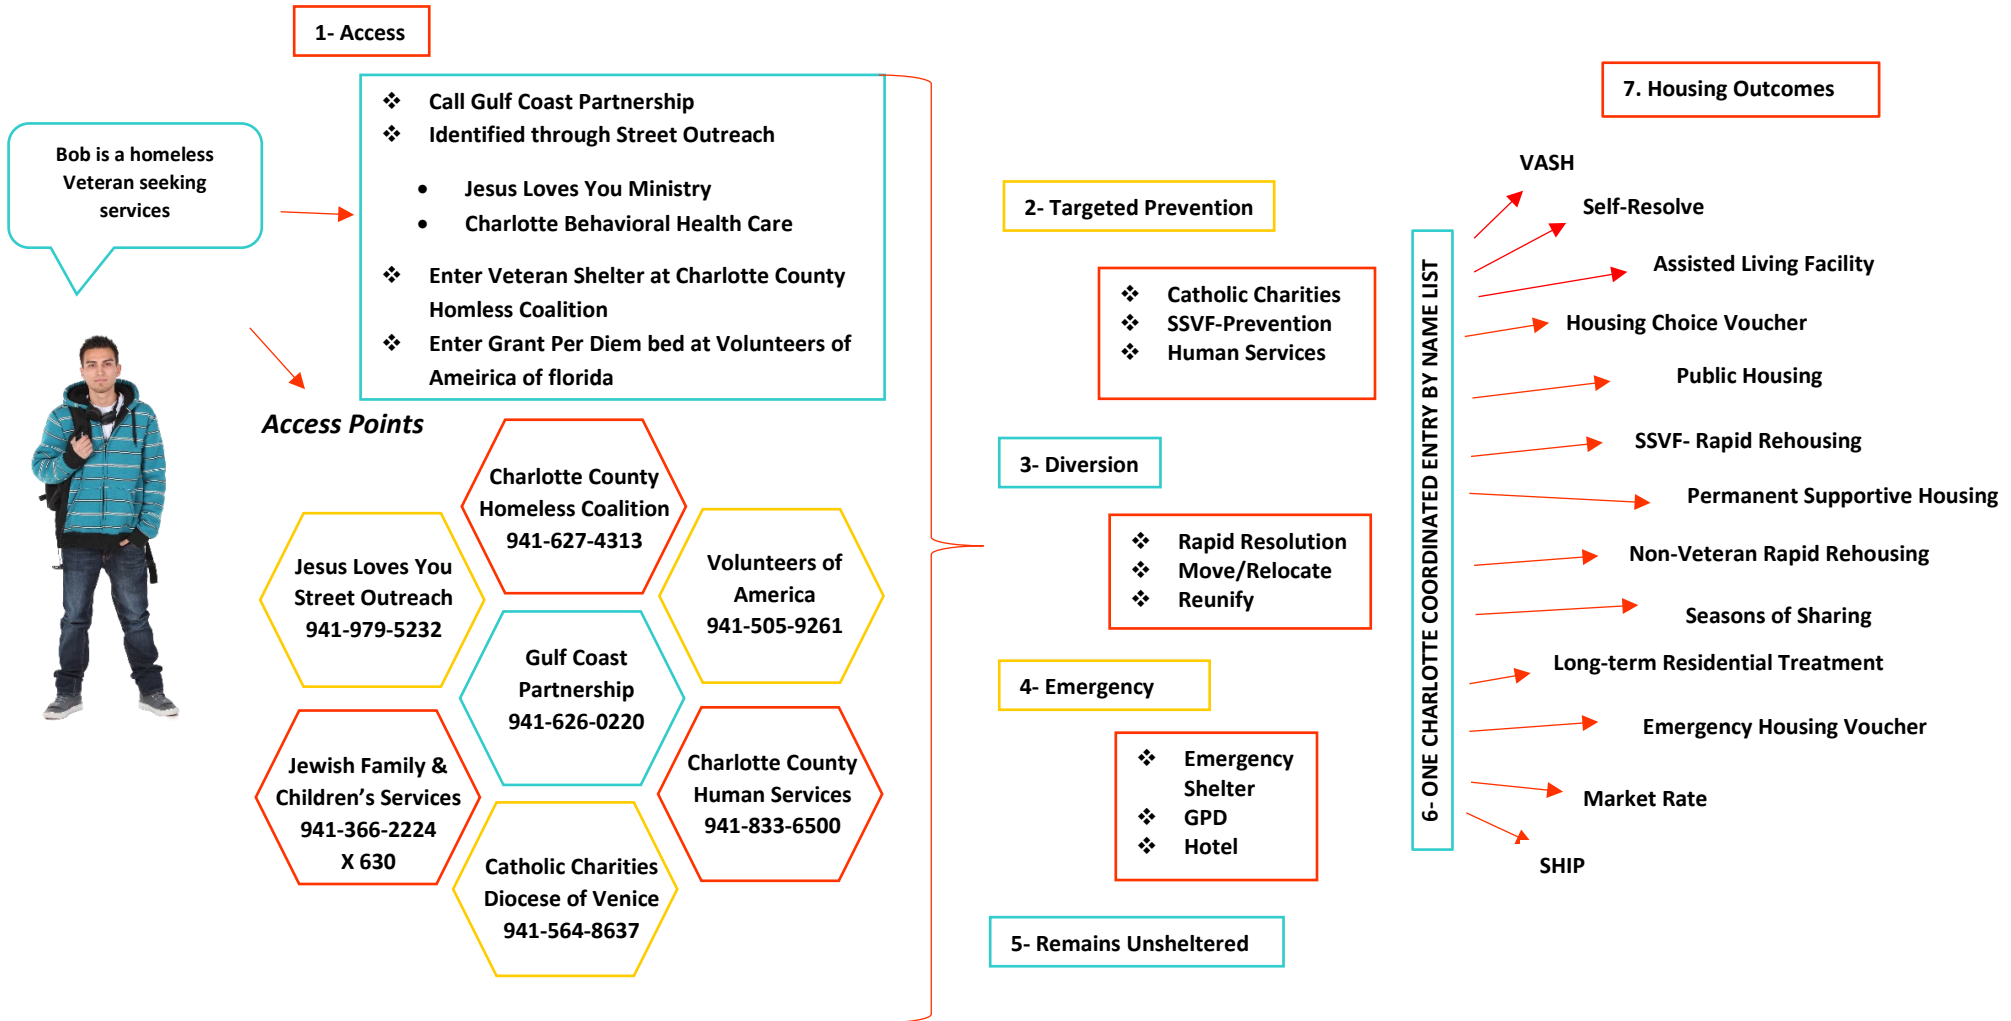 1- Access
Bob is a homeless
Veteran seeking
services
❖ Call Gulf Coast Partnership
❖ Identified through Street Outreach
• Jesus Loves You Ministry
• Charlotte Behavioral Health Care
❖ Enter Veteran Shelter at Charlotte County
Homless Coalition
❖ Enter Grant Per Diem bed at Volunteers of
Ameirica of florida
Access Points
Charlotte County
Homeless Coalition
941-627-4313
Jesus Loves You
Street Outreach
941-979-5232
Volunteers of
America
941-505-9261
Gulf Coast
Partnership
941-626-0220
Jewish Family &
Children’s Services
941-366-2224
X 630
Charlotte County
Human Services
941-833-6500
Catholic Charities
Diocese of Venice
941-564-8637
2- Targeted Prevention
❖ Catholic Charities
❖ SSVF-Prevention
❖ Human Services
3- Diversion
❖ Rapid Resolution
❖ Move/Relocate
❖ Reunify
4- Emergency
❖ Emergency
Shelter
❖ GPD
❖ Hotel
5- Remains Unsheltered
6- ONE CHARLOTTE COORDINATED ENTRY BY NAME LIST
7. Housing Outcomes
VASH
Self-Resolve
Assisted Living Facility
Housing Choice Voucher
Public Housing
SSVF- Rapid Rehousing
Permanent Supportive Housing
Non-Veteran Rapid Rehousing
Seasons of Sharing
Long-term Residential Treatment
Emergency Housing Voucher
Market Rate
SHIP